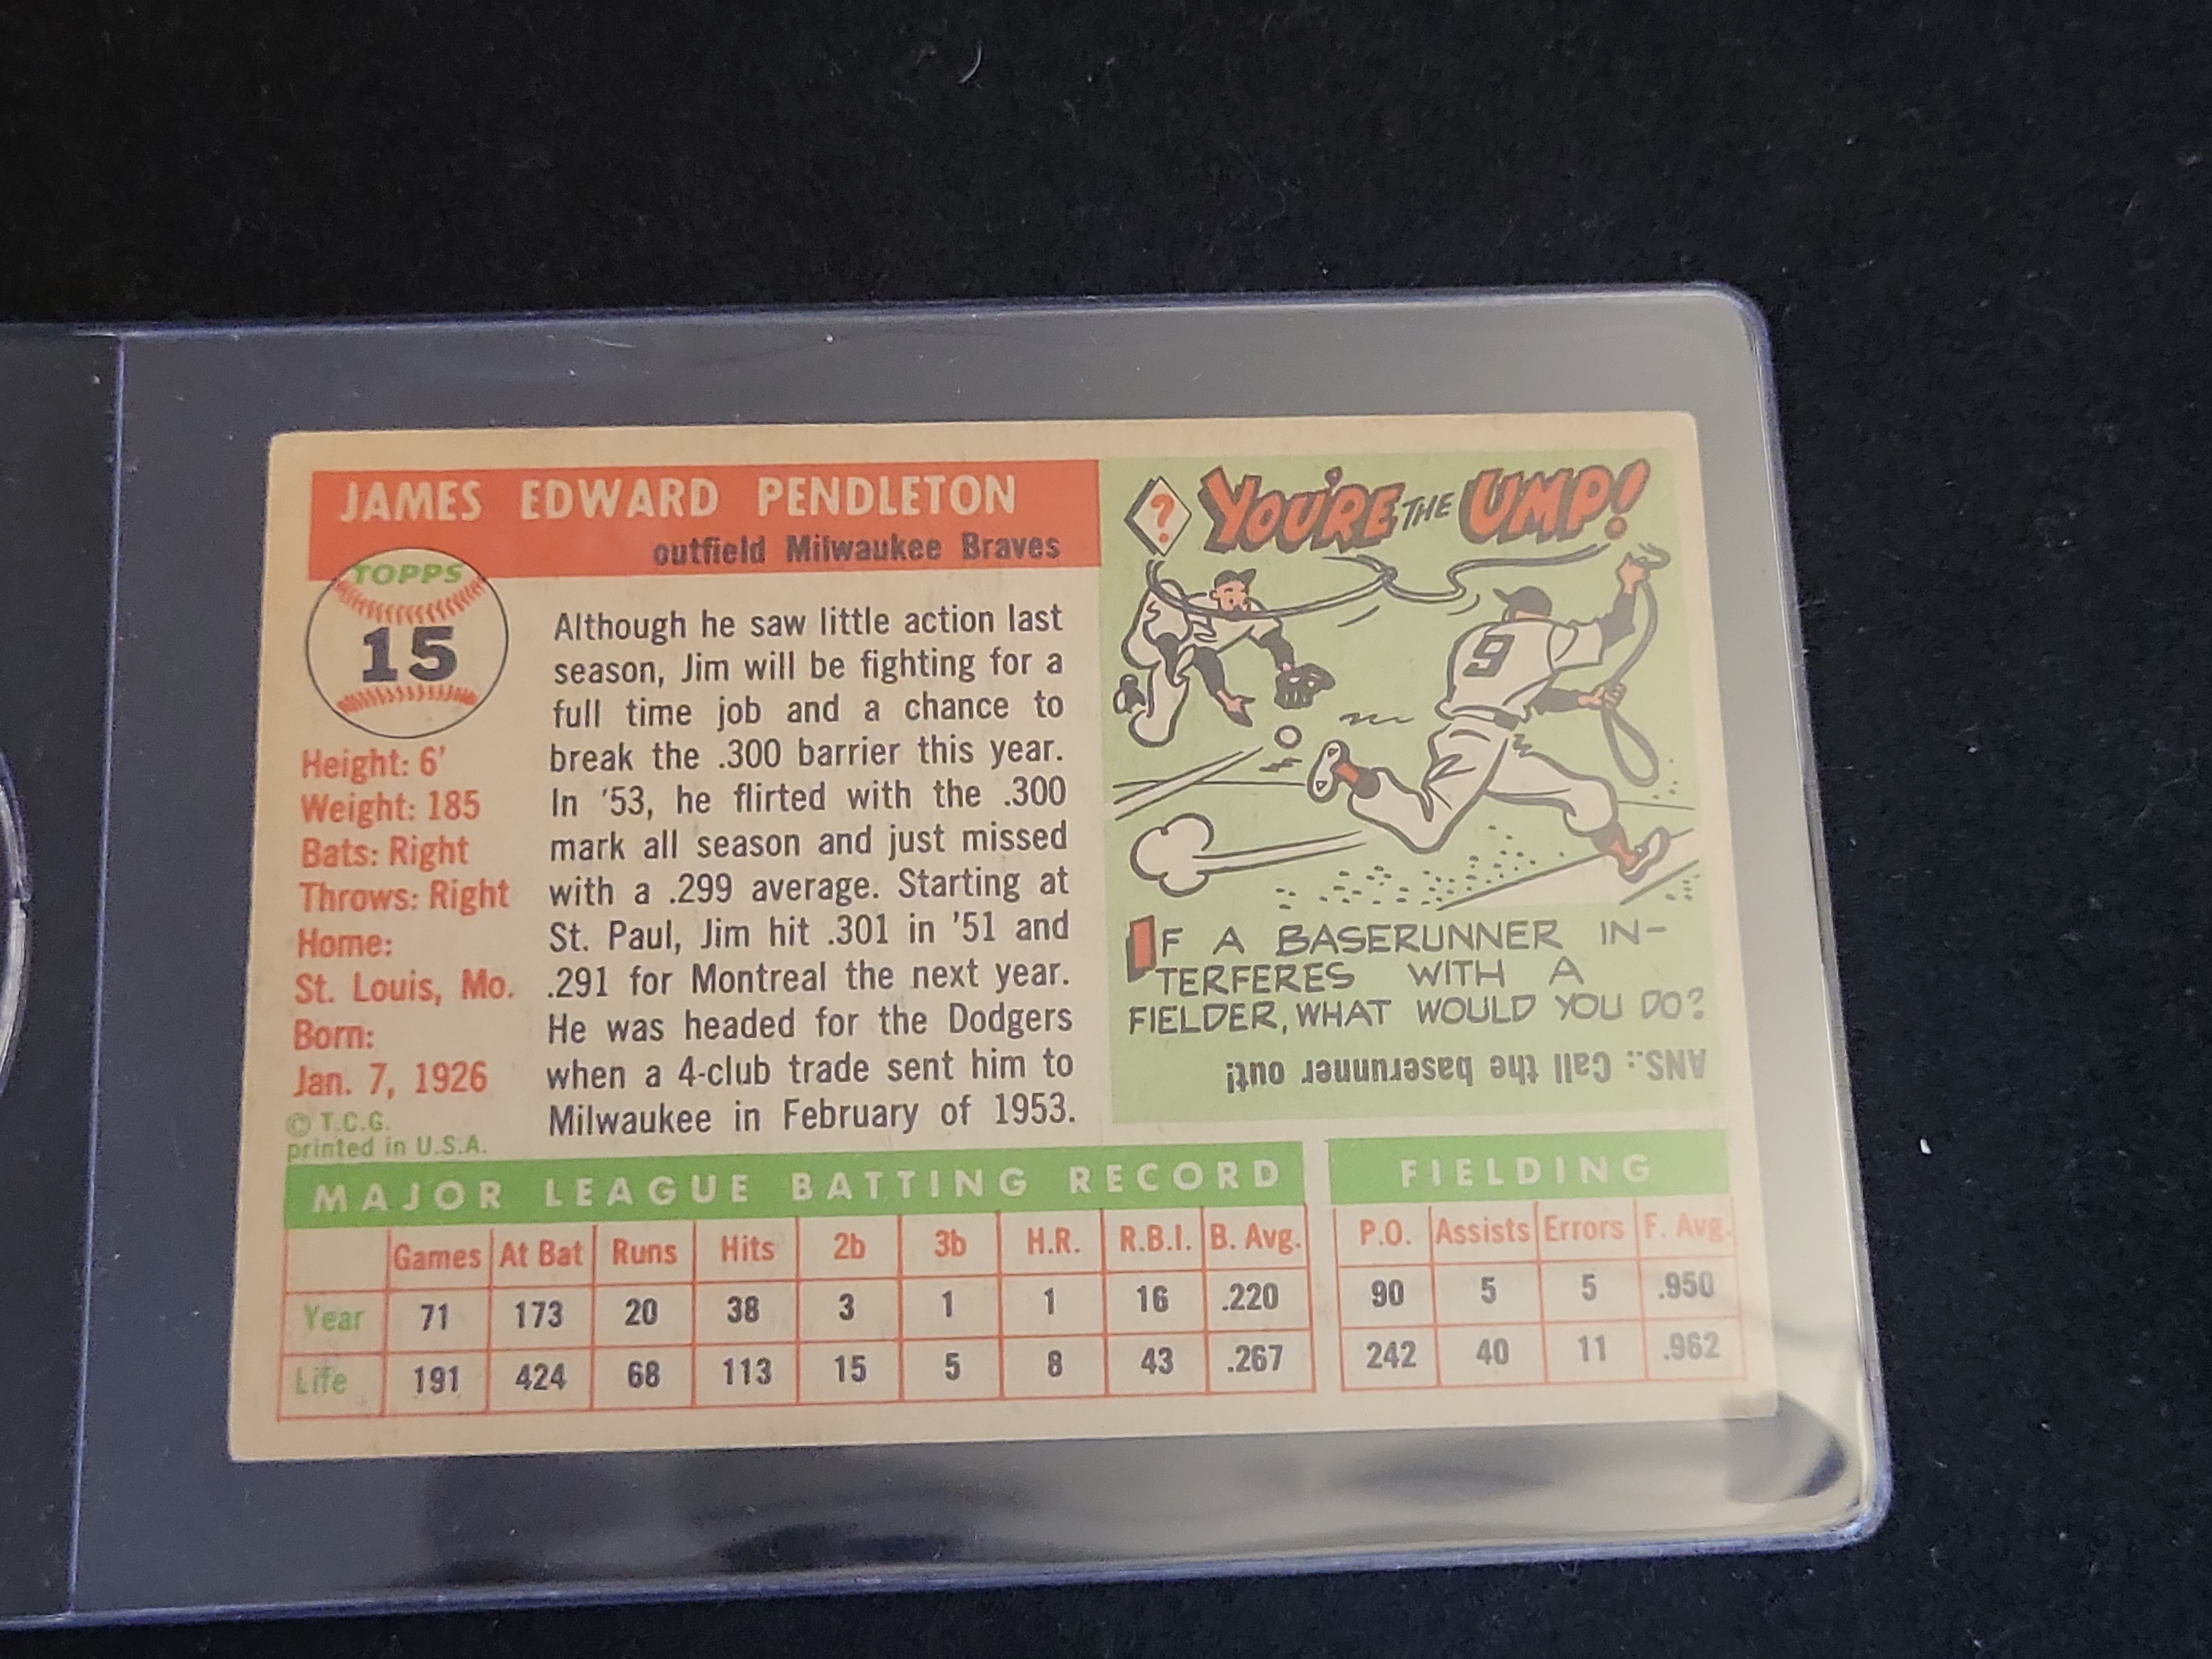 JAMES EDWARD PENDLETON
outfield Milwaukee Braves
TOPPS
15
Height: 6'
Weight: 185
Bats: Right
Throws: Right
Home:
St. Louis, Mo.
Born:
Jan. 7, 1926
© T.C.G.
printed in U.S.A.
Although he saw little action last
season, Jim will be fighting for a
full time job and a chance to
break the .300 barrier this year.
In '53, he flirted with the .300
mark all season and just missed
with a .299 average. Starting at
St. Paul, Jim hit .301 in '51 and
.291 for Montreal the next year.
He was headed for the Dodgers
when a 4-club trade sent him to
Milwaukee in February of 1953.
? YOU'RE THE UMP!
9
IF A BASERUNNER IN-
TERFERES WITH A
FIELDER, WHAT WOULD YOU DO?
ANS.: Call the baserunner out!
MAJOR LEAGUE BATTING RECORD
Games At Bat Runs Hits 2b 3b H.R. R.B.I. B. Avg.
Year 71 173 20 38 3 1 1 16 .220
Life 191 424 68 113 15 5 8 43 .267
FIELDING
P.O. Assists Errors F. Avg.
90 5 5 .950
242 40 11 .962